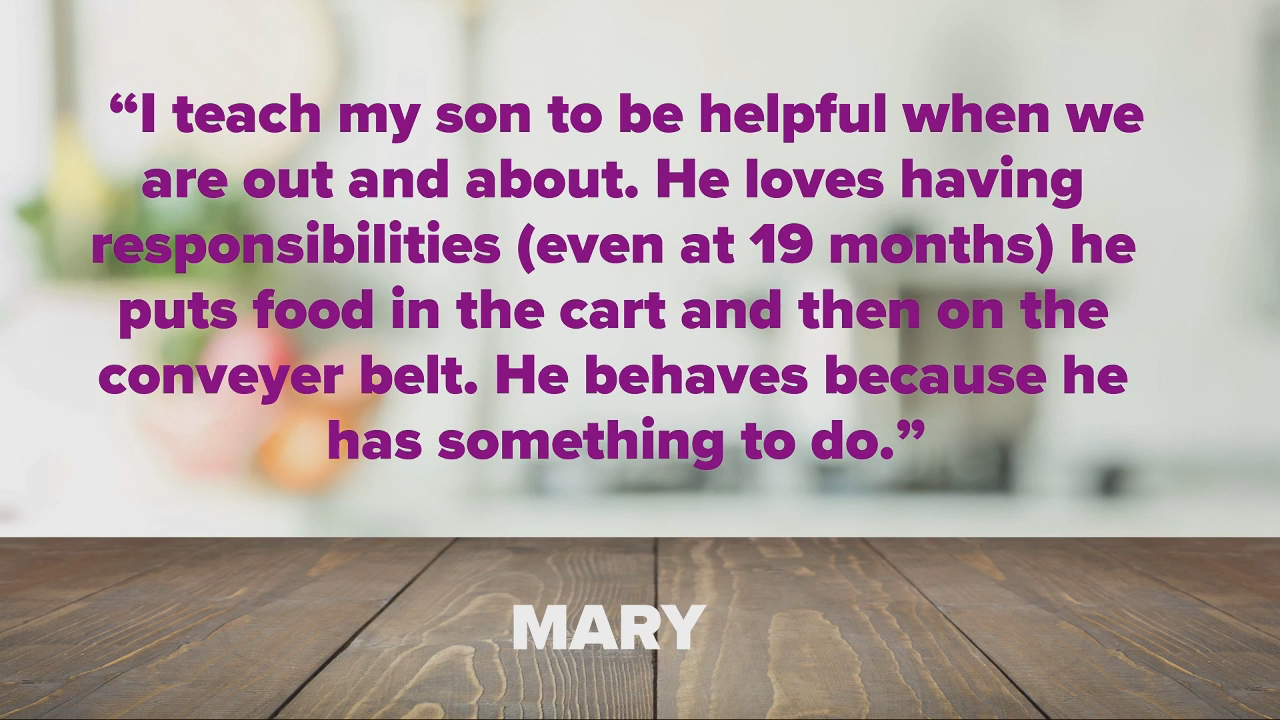 “I teach my son to be helpful when we
are out and about. He loves having
responsibilities (even at 19 months) he
puts food in the cart and then on the
conveyer belt. He behaves because he
has something to do.”
MARY